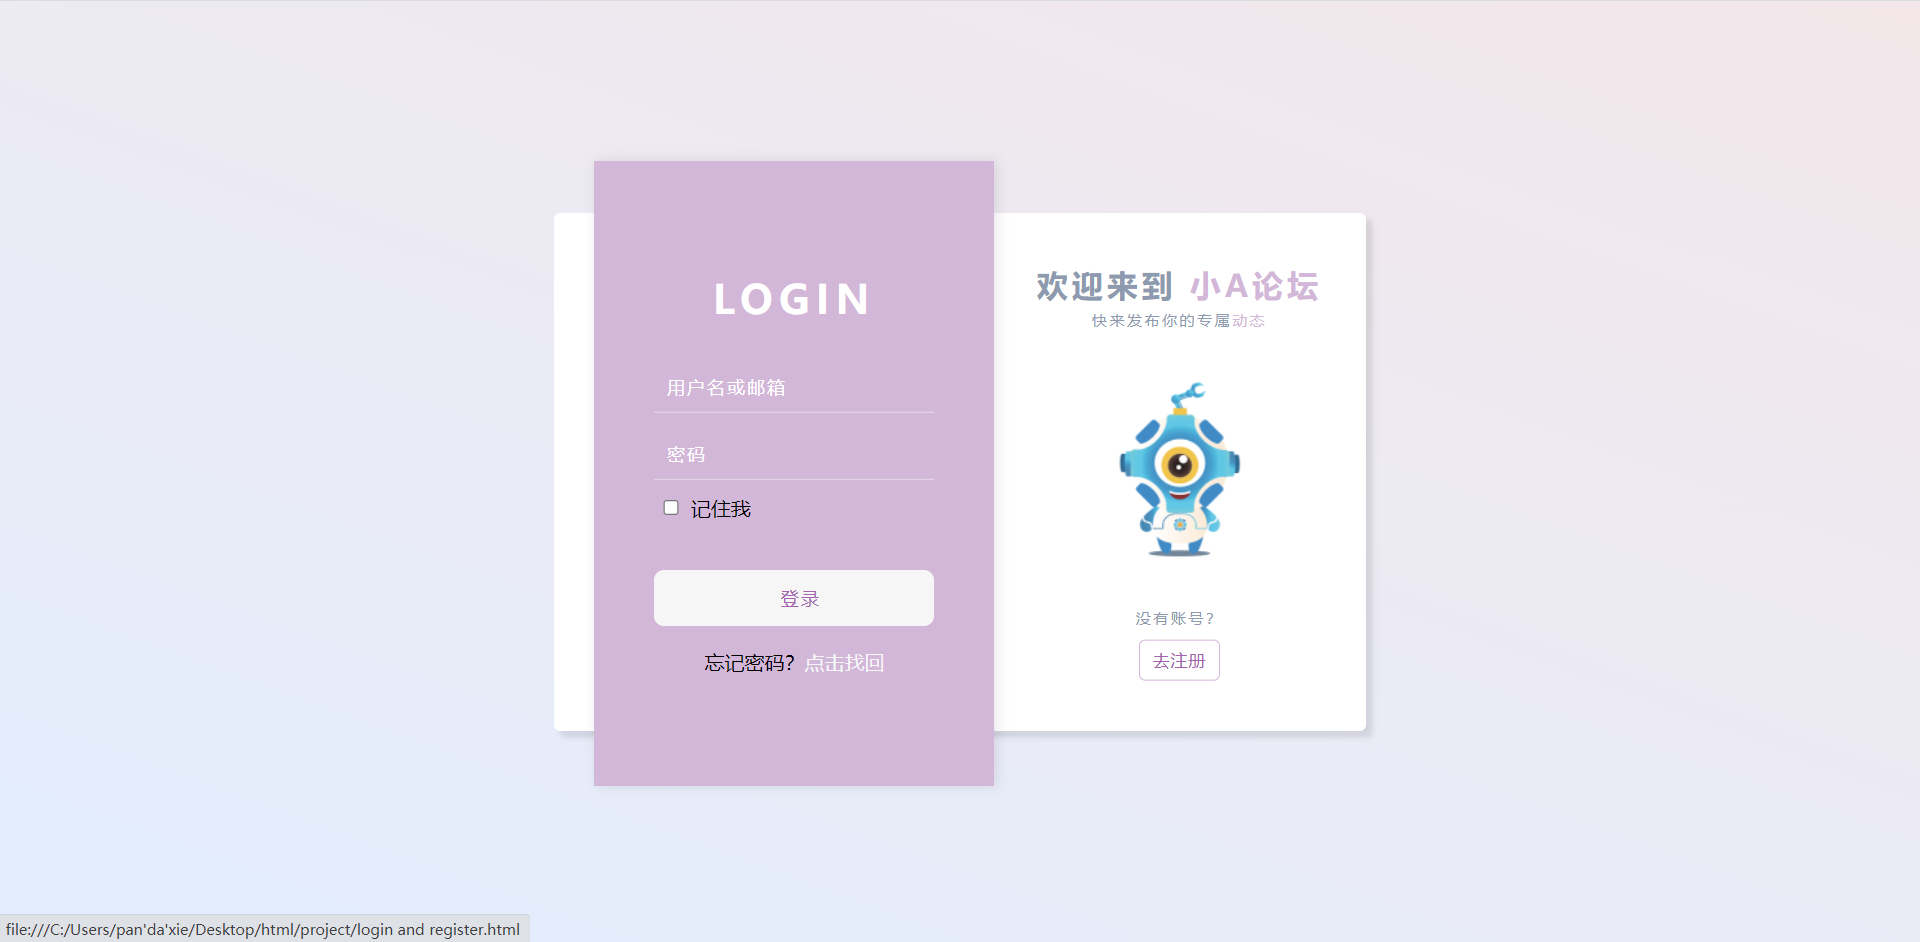 LOGIN
用户名或邮箱
密码
记住我
登录
忘记密码？点击找回
欢迎来到 小A论坛
快来发布你的专属动态
没有账号？
去注册
file:///C:/Users/pan'da'xie/Desktop/html/project/login and register.html